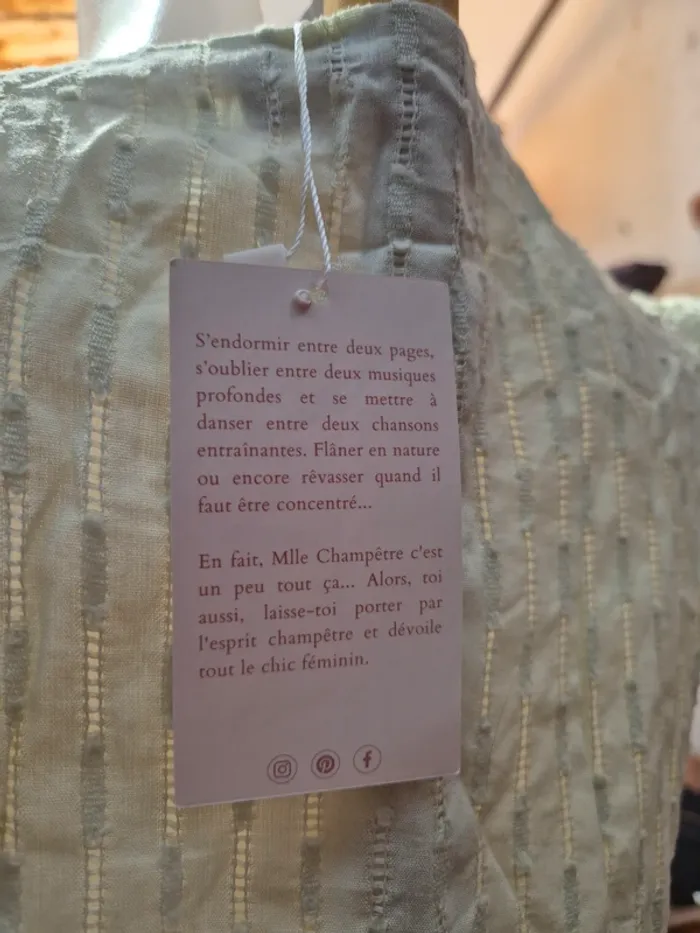 S'endormir entre deux pages,
s'oublier entre deux musiques
profondes et se mettre à
danser entre deux chansons
entraînantes. Flâner en nature
ou encore rêvasser quand il
faut être concentré...
En fait, Mlle Champêtre c'est
un peu tout ça... Alors, toi
aussi, laisse-toi porter par
l'esprit champêtre et dévoile
tout le chic féminin.